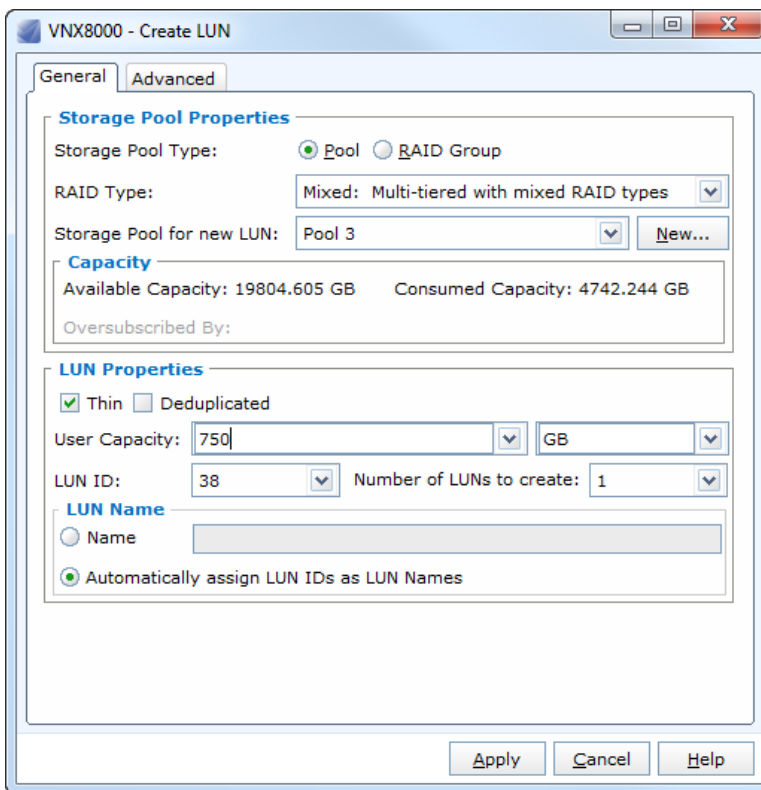 VNX8000 - Create LUN
General Advanced
Storage Pool Properties
Storage Pool Type: Pool RAID Group
RAID Type: Mixed: Multi-tiered with mixed RAID types
Storage Pool for new LUN: Pool 3 New...
Capacity
Available Capacity: 19804.605 GB Consumed Capacity: 4742.244 GB
Oversubscribed By:
LUN Properties
Thin Deduplicated
User Capacity: 750 GB
LUN ID: 38 Number of LUNs to create: 1
LUN Name
Name
Automatically assign LUN IDs as LUN Names
Apply Cancel Help